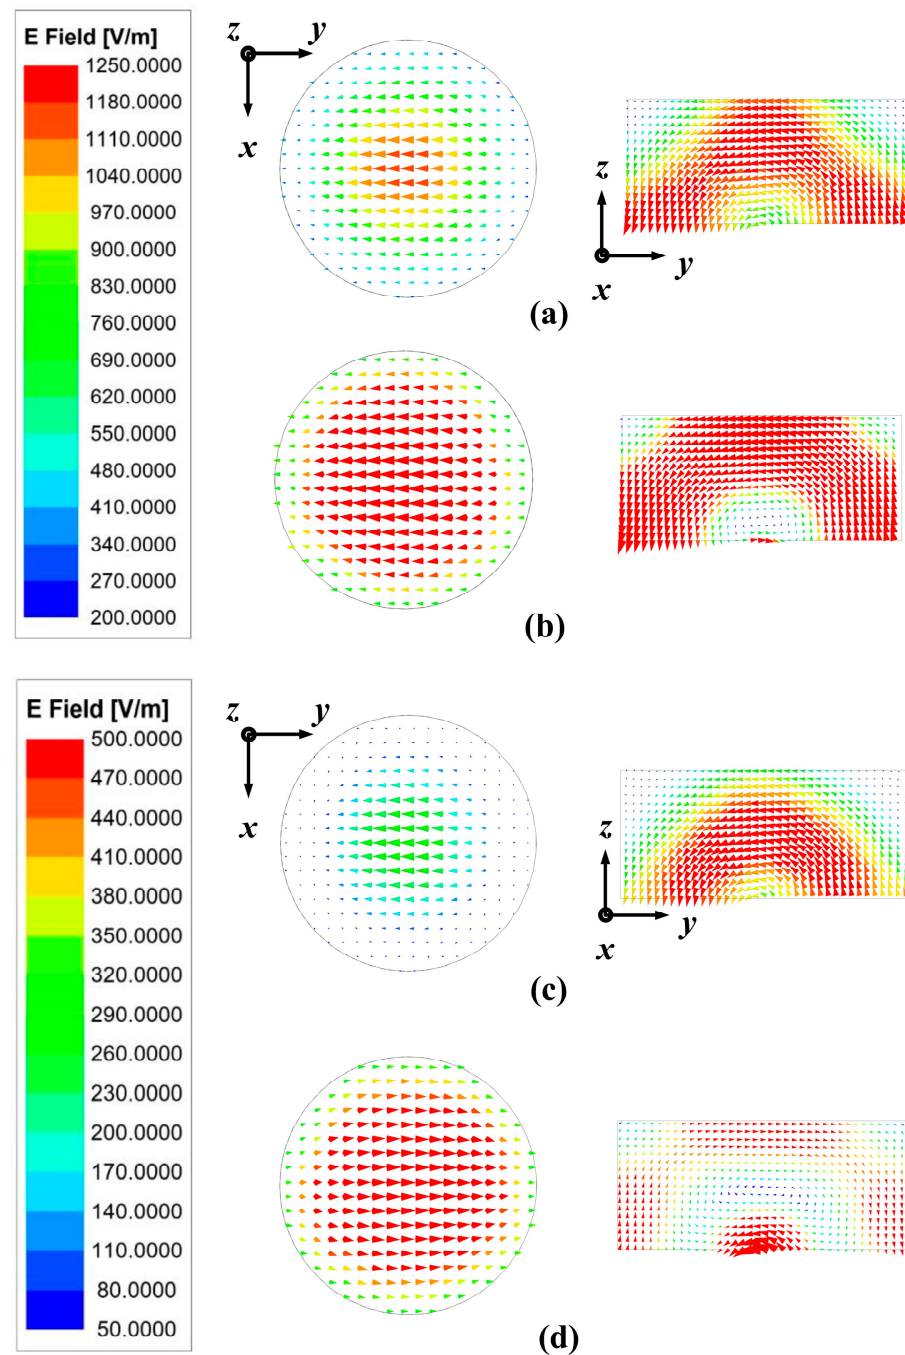 E Field [V/m]
1250.0000
1180.0000
1110.0000
1040.0000
970.0000
900.0000
830.0000
760.0000
690.0000
620.0000
550.0000
480.0000
410.0000
340.0000
270.0000
200.0000
z y
x
z
y
x
(a)
(b)
E Field [V/m]
500.0000
470.0000
440.0000
410.0000
380.0000
350.0000
320.0000
290.0000
260.0000
230.0000
200.0000
170.0000
140.0000
110.0000
80.0000
50.0000
z y
x
z
y
x
(c)
(d)